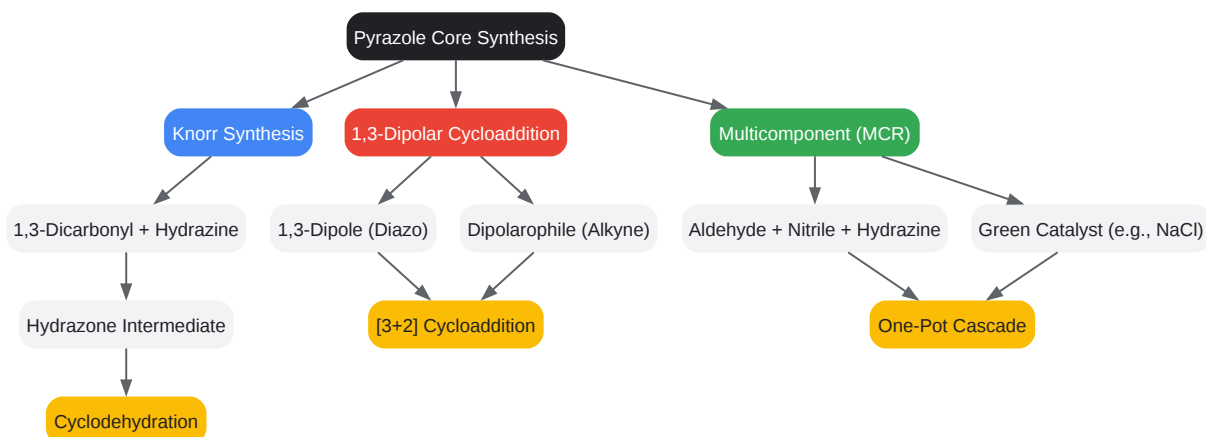 Pyrazole Core Synthesis
Knorr Synthesis
1,3-Dipolar Cycloaddition
Multicomponent (MCR)
1,3-Dicarbonyl + Hydrazine
1,3-Dipole (Diazo)
Dipolarophile (Alkyne)
Aldehyde + Nitrile + Hydrazine
Green Catalyst (e.g., NaCl)
Hydrazone Intermediate
[3+2] Cycloaddition
One-Pot Cascade
Cyclodehydration